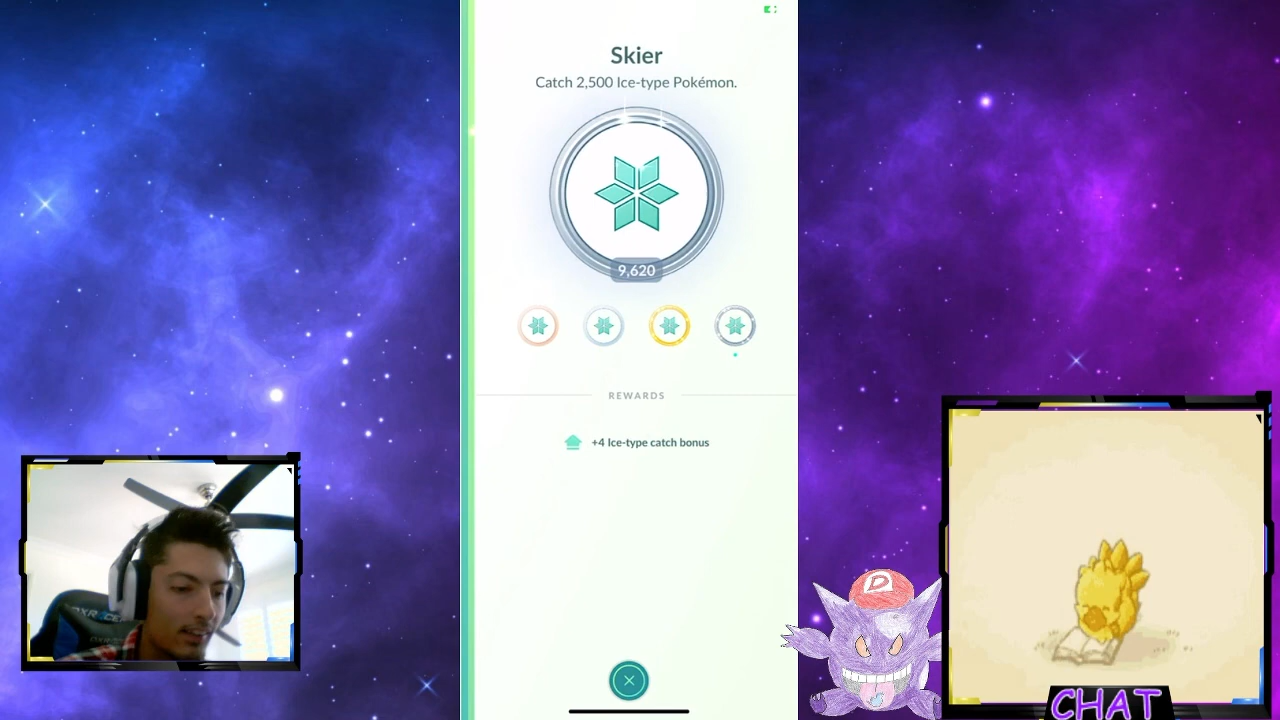 Skier
Catch 2,500 Ice-type Pokémon.
9,620
REWARDS
+4 Ice-type catch bonus
CHAT